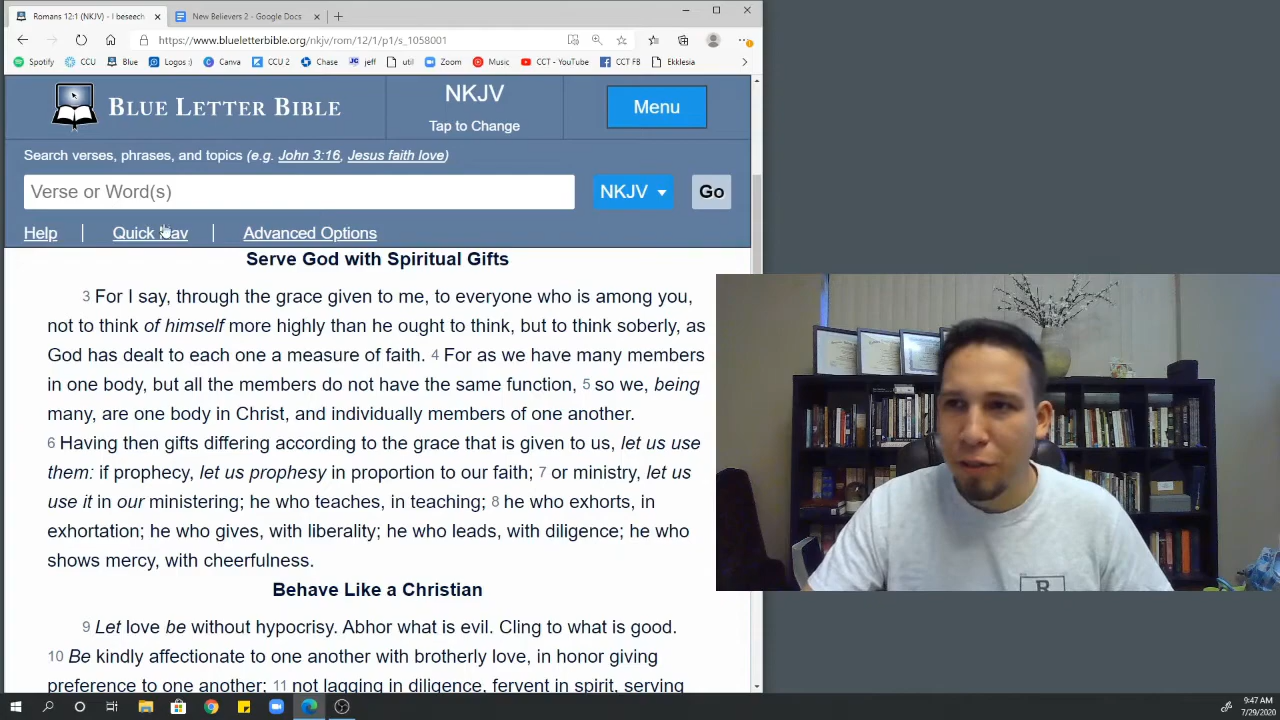 Romans 12:1 (NKJV) - I beseech
New Believers 2 - Google Docs
https://www.blueletterbible.org/nkjv/rom/12/1/p1/s_1058001
Spotify CCU Blue Logos :) Canva CCU 2 Chase jeff util Zoom Music CCT - YouTube CCT FB Ekklesia
BLUE LETTER BIBLE
NKJV
Tap to Change
Menu
Search verses, phrases, and topics (e.g. John 3:16, Jesus faith love)
Verse or Word(s)
NKJV
Go
Help | Quick Nav | Advanced Options
Serve God with Spiritual Gifts
3 For I say, through the grace given to me, to everyone who is among you,
not to think of himself more highly than he ought to think, but to think soberly, as
God has dealt to each one a measure of faith. 4 For as we have many members
in one body, but all the members do not have the same function, 5 so we, being
many, are one body in Christ, and individually members of one another.
6 Having then gifts differing according to the grace that is given to us, let us use
them: if prophecy, let us prophesy in proportion to our faith; 7 or ministry, let us
use it in our ministering; he who teaches, in teaching; 8 he who exhorts, in
exhortation; he who gives, with liberality; he who leads, with diligence; he who
shows mercy, with cheerfulness.
Behave Like a Christian
9 Let love be without hypocrisy. Abhor what is evil. Cling to what is good.
10 Be kindly affectionate to one another with brotherly love, in honor giving
preference to one another; 11 not lagging in diligence, fervent in spirit, serving
R
9:47 AM
7/29/2020